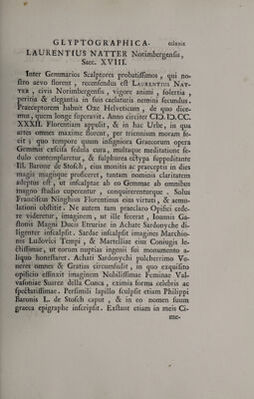 GLYPTOGRAPHICA.
LAURENTIUS NATTER Norimbergensis,
Saec. XVIII.
Inter Gemmarios Scalptores probatissimos, qui no-
stro aevo florent, recensendus est LAURENTIUS NAT-
TER, civis Norimbergensis, vigore animi, solertia,
peritia & elegantia in suis caelaturis nemini secundus.
Praeceptorem habuit Ore Helveticum, de quo dice-
mus, quem longe superavit. Anno circiter CIƆ.IƆ.CC.
XXXII. Florentiam appulit, & in hac Urbe, in qua
artes omnes maxime florent, per triennium moram fe-
cit; quo tempore quum insigniora Graecorum opera
Gemmis excisa sedula cura, multaque meditatione se-
dulo contemplaretur, & sulphurea ectypa suppeditante
Ill. Barone de Stosch, eius monitis ac praeceptis in dies
magis magisque proficeret, tantam nominis claritatem
adeptus est, ut insculptae ab eo Gemmae ab omnibus
magno studio cuperentur, conquirerenturque. Solus
Franciscus Ninghius Florentinus eius virtuti, & aemu-
lationi obstitit. Ne autem tam praeclaro Opifici cede-
re videretur, imaginem, ut ille fecerat, Ioannis Ga-
stonis Magni Ducis Etruriae in Achate Sardonyche di-
ligenter insculpsit. Sardae insculpsit imagines Marchio-
nis Ludovici Tempi, & Martelliae eius Coniugis le-
ctissimae, ut eorum nuptias ingenii sui monumento a-
liquo honestaret. Achati Sardonychi pulcherrimo Ve-
neres omnes & Gratias circumfudit, in quo exquisito
opificio effinxit imaginem Nobilissimae Feminae Val-
vasoniae Suarez della Conca, eximia forma celebris ac
spectatissimae. Persimili lapillo sculpsit etiam Philippi
Baronis L. de Stosch caput, & in eo nomen suum
graeca epigraphe inscripsit. Exstant etiam in meis Ci-
me-